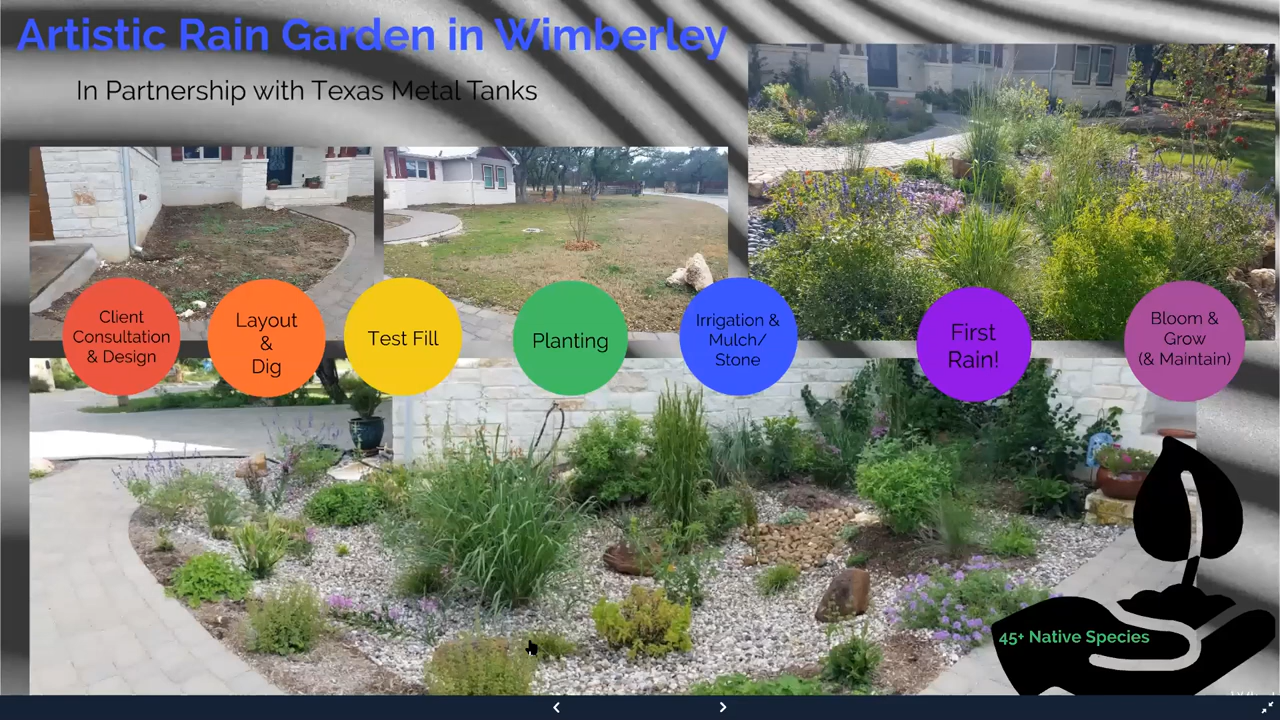 Artistic Rain Garden in Wimberley
In Partnership with Texas Metal Tanks
Client
Consultation
& Design
Layout
&
Dig
Test Fill
Planting
Irrigation &
Mulch/
Stone
First
Rain!
Bloom &
Grow
(& Maintain)
45+ Native Species